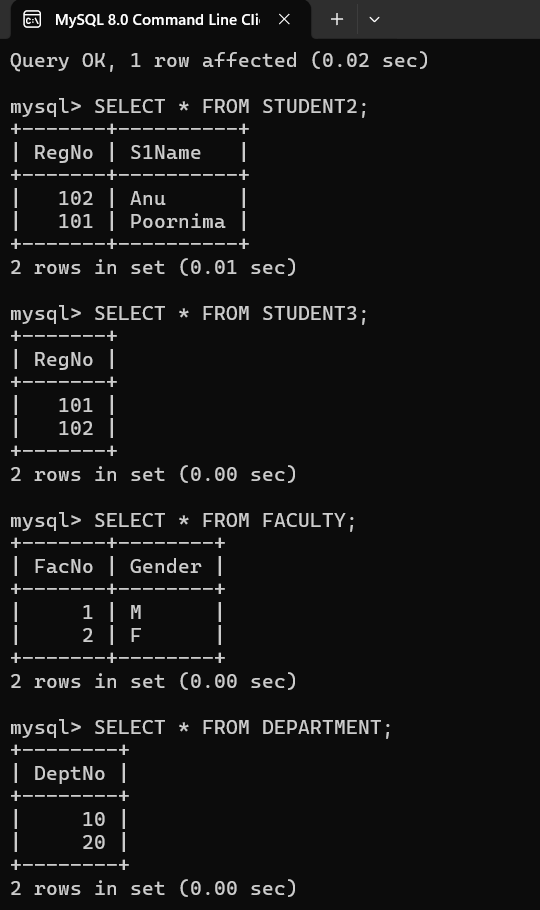 MySQL 8.0 Command Line Cli
Query OK, 1 row affected (0.02 sec)
mysql> SELECT * FROM STUDENT2;
+-------+----------+
| RegNo | S1Name   |
+-------+----------+
|   102 | Anu      |
|   101 | Poornima |
+-------+----------+
2 rows in set (0.01 sec)
mysql> SELECT * FROM STUDENT3;
+-------+
| RegNo |
+-------+
|   101 |
|   102 |
+-------+
2 rows in set (0.00 sec)
mysql> SELECT * FROM FACULTY;
+-------+--------+
| FacNo | Gender |
+-------+--------+
|     1 | M      |
|     2 | F      |
+-------+--------+
2 rows in set (0.00 sec)
mysql> SELECT * FROM DEPARTMENT;
+--------+
| DeptNo |
+--------+
|     10 |
|     20 |
+--------+
2 rows in set (0.00 sec)